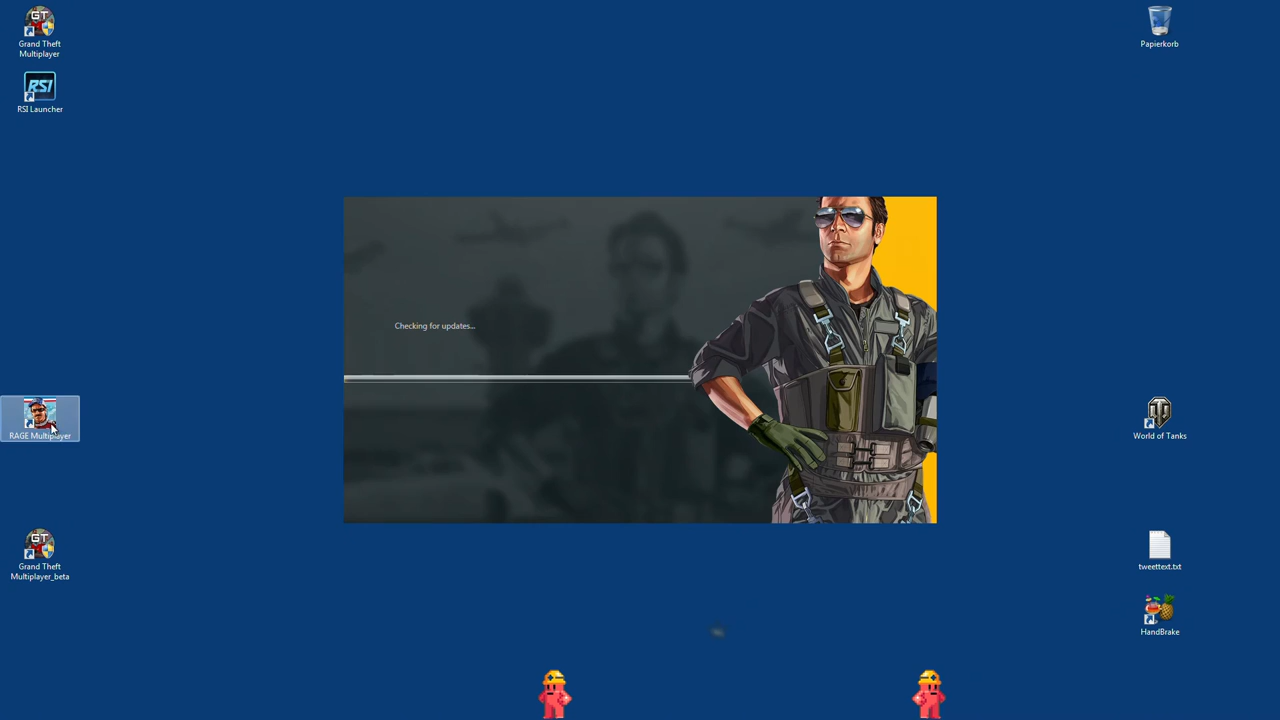 GT
Grand Theft
Multiplayer
RSI
RSI Launcher
Papierkorb
Checking for updates...
RAGE Multiplayer
World of Tanks
GT
Grand Theft
Multiplayer_beta
tweettext.txt
HandBrake